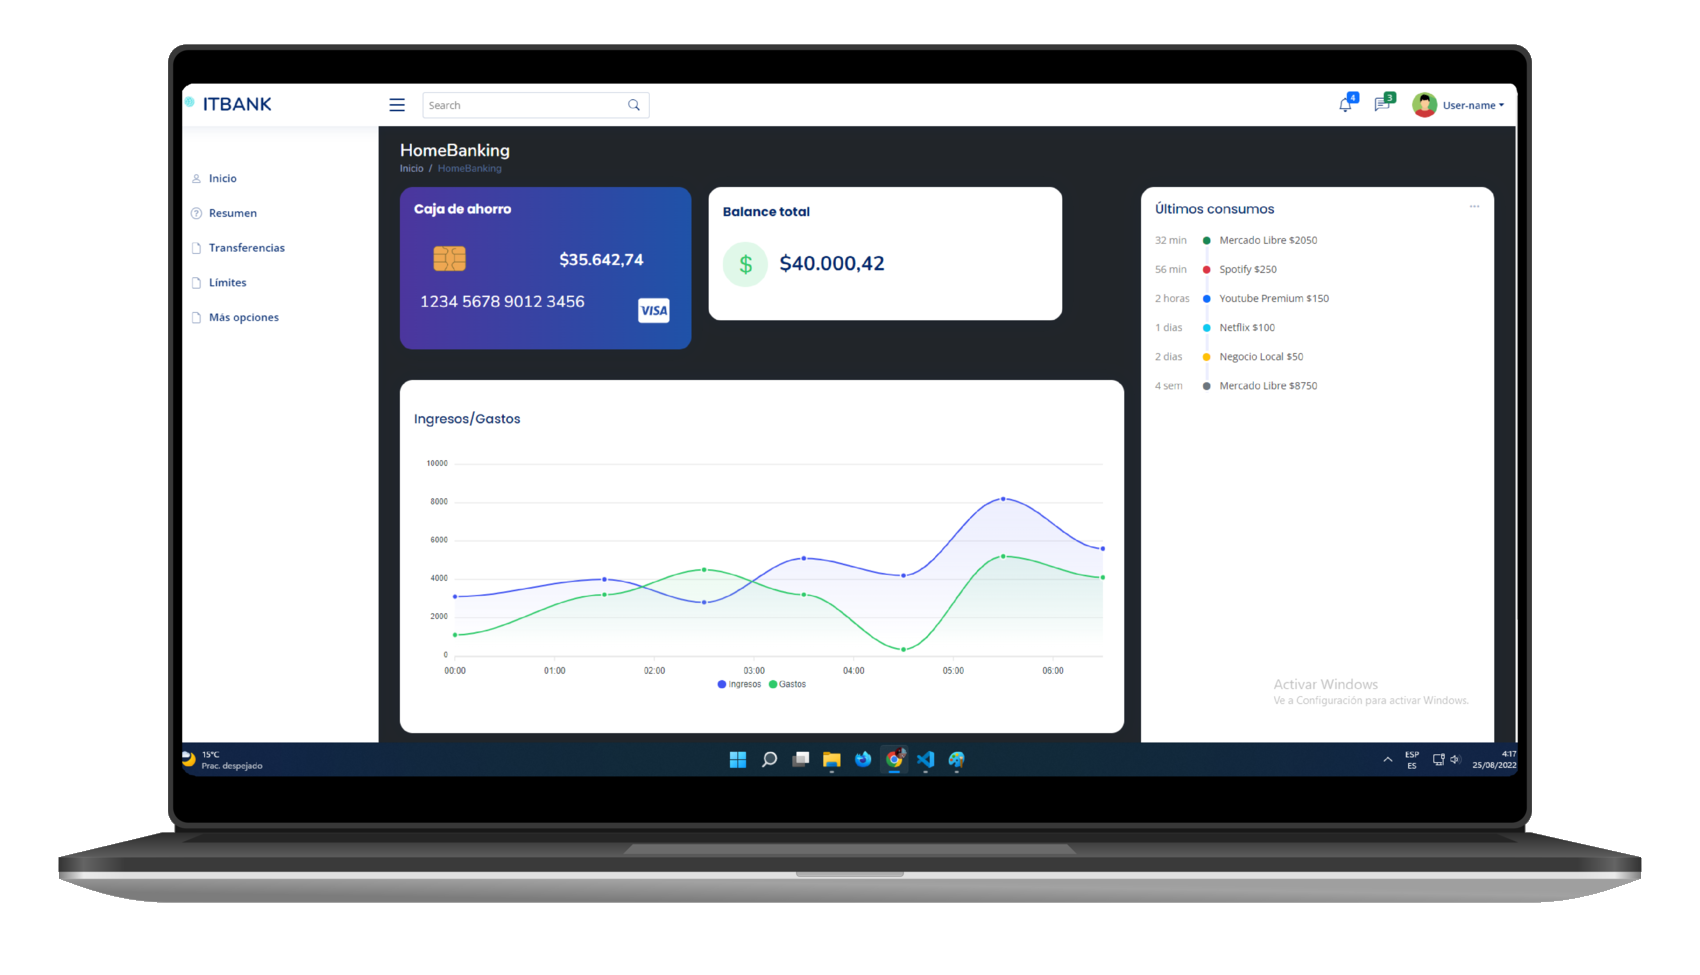 ITBANK
Search
4
3
User-name
Inicio
Resumen
Transferencias
Límites
Más opciones
HomeBanking
Inicio / HomeBanking
Caja de ahorro
$35.642,74
1234 5678 9012 3456
VISA
Balance total
$
$40.000,42
Últimos consumos
32 min Mercado Libre $2050
56 min Spotify $250
2 horas Youtube Premium $150
1 dias Netflix $100
2 dias Negocio Local $50
4 sem Mercado Libre $8750
Ingresos/Gastos
10000
8000
6000
4000
2000
0
00:00 01:00 02:00 03:00 04:00 05:00 06:00
Ingresos Gastos
Activar Windows
Ve a Configuración para activar Windows.
15°C
Prac. despejado
ESP
ES
4:17
25/08/2022